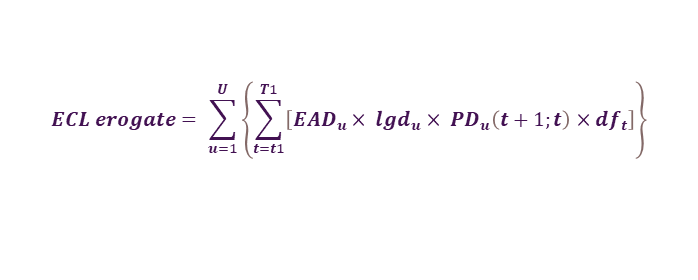 ECL erogate = ∑_{u=1}^{U} { ∑_{t=t1}^{T1} [EAD_u × lgd_u × PD_u(t + 1; t) × df_t] }